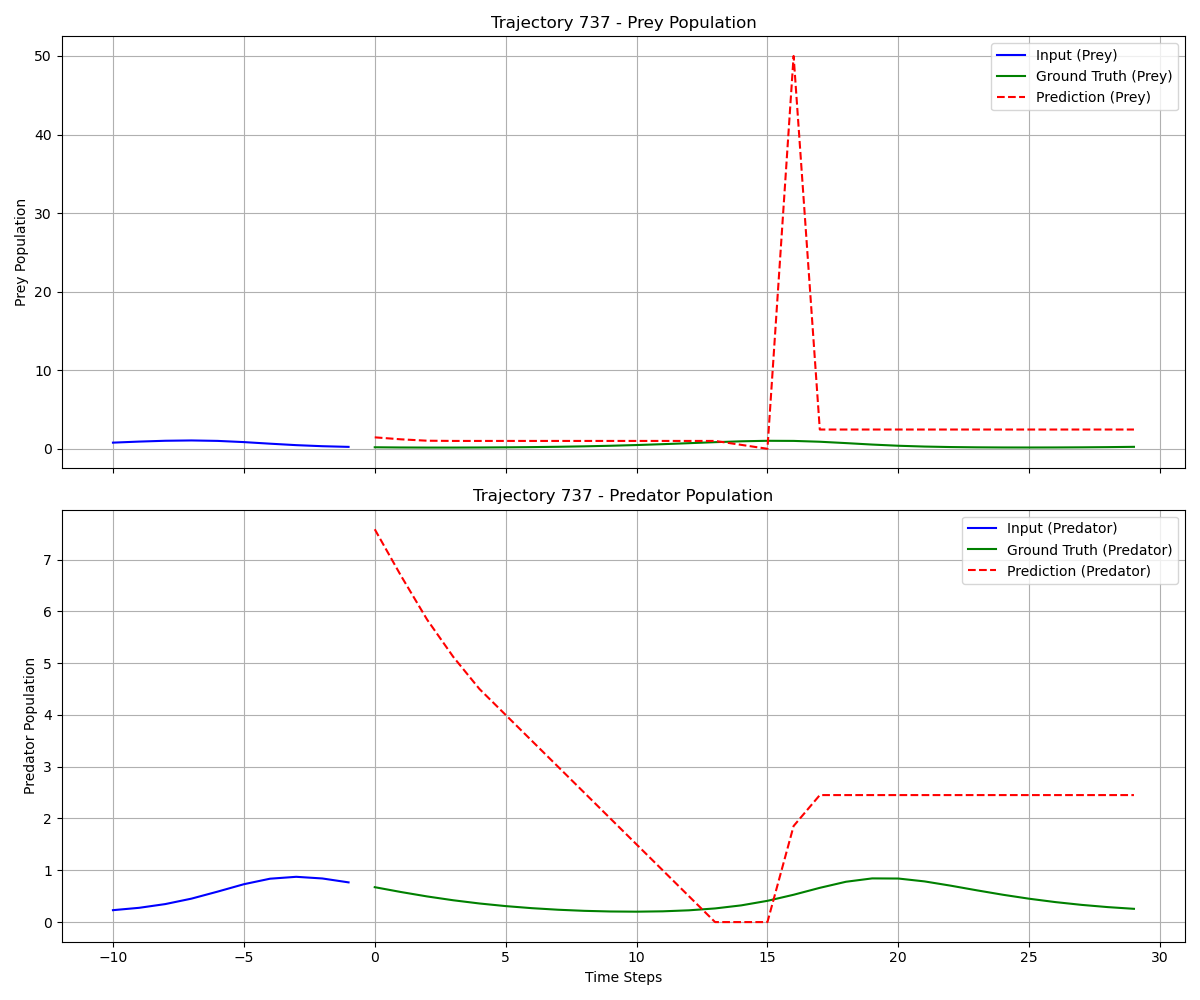 Trajectory 737 - Prey Population
50
40
30
20
10
0
Prey Population
Input (Prey)
Ground Truth (Prey)
Prediction (Prey)
Trajectory 737 - Predator Population
7
6
5
4
3
2
1
0
Predator Population
Input (Predator)
Ground Truth (Predator)
Prediction (Predator)
−10 −5 0 5 10 15 20 25 30
Time Steps